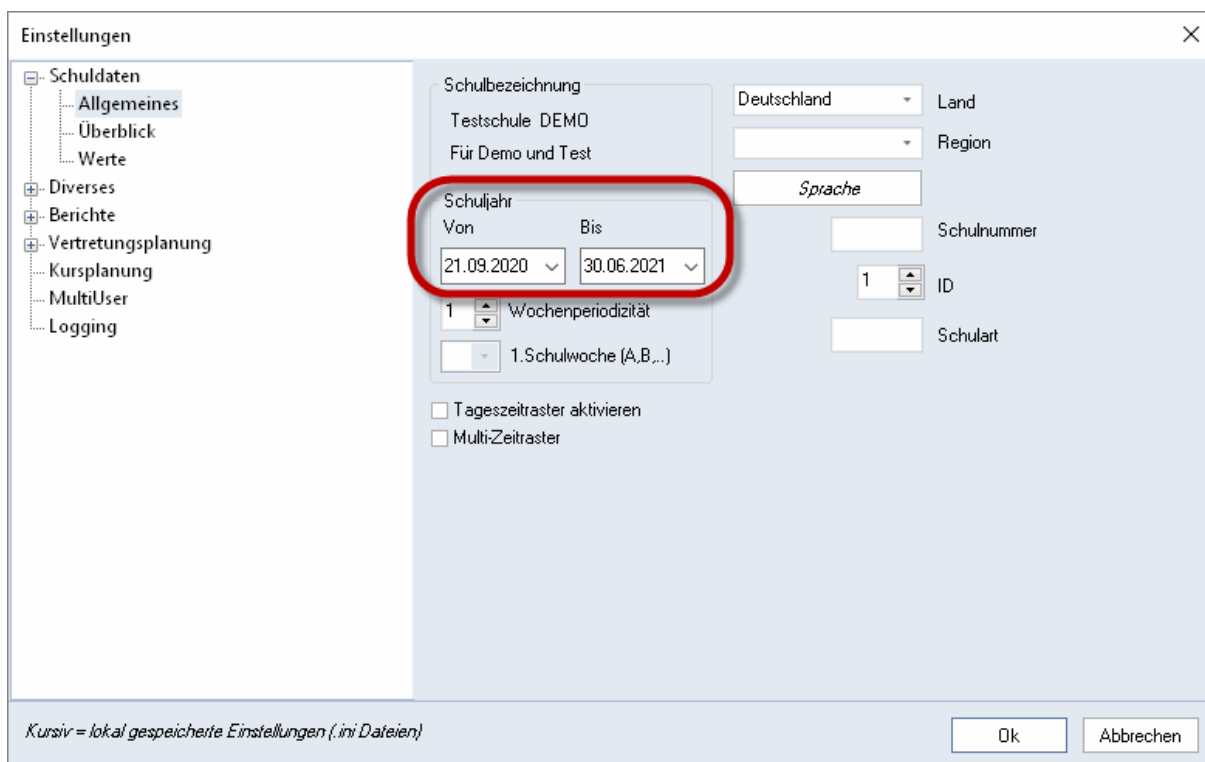 Einstellungen
Schuldaten
Allgemeines
Überblick
Werte
Diverses
Berichte
Vertretungsplanung
Kursplanung
MultiUser
Logging
Schulbezeichnung
Testschule DEMO
Für Demo und Test
Schuljahr
Von Bis
21.09.2020 30.06.2021
1 Wochenperiodizität
1.Schulwoche (A,B,..)
Tageszeitraster aktivieren
Multi-Zeitraster
Deutschland Land
Region
Sprache
Schulnummer
1 ID
Schulart
Kursiv = lokal gespeicherte Einstellungen (.ini Dateien)
Ok Abbrechen